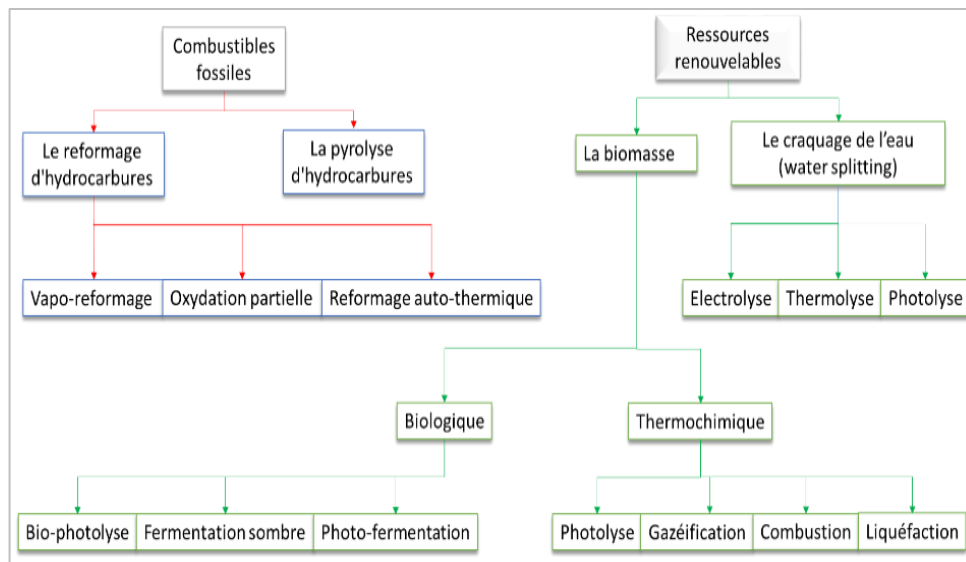 Combustibles
fossiles
Ressources
renouvelables
Le reformage
d'hydrocarbures
La pyrolyse
d'hydrocarbures
La biomasse
Le craquage de l'eau
(water splitting)
Vapo-reformage
Oxydation partielle
Reformage auto-thermique
Electrolyse
Thermolyse
Photolyse
Biologique
Thermochimique
Bio-photolyse
Fermentation sombre
Photo-fermentation
Photolyse
Gazéification
Combustion
Liquéfaction